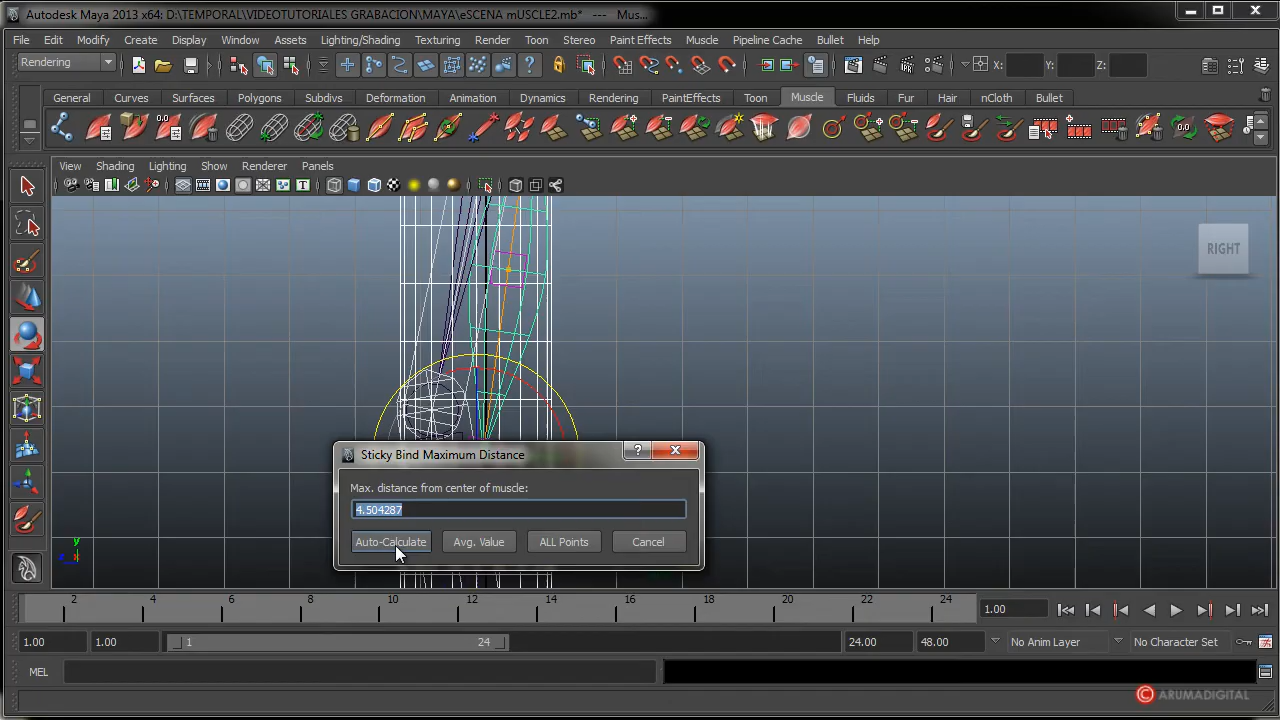 Autodesk Maya 2013 x64: D:\TEMPORAL\VIDEOTUTORIALES GRABACION\MAYA\eSCENA mUSCLE2.mb* --- Mus...
File Edit Modify Create Display Window Assets Lighting/Shading Texturing Render Toon Stereo Paint Effects Muscle Pipeline Cache Bullet Help
Rendering X: Y: Z:
General Curves Surfaces Polygons Subdivs Deformation Animation Dynamics Rendering PaintEffects Toon Muscle Fluids Fur Hair nCloth Bullet
0.0 0.0
View Shading Lighting Show Renderer Panels
RIGHT
Sticky Bind Maximum Distance
Max. distance from center of muscle:
4.504287
Auto-Calculate Avg. Value ALL Points Cancel
y
2 4 6 8 10 12 14 16 18 20 22 24 1.00
1.00 1.00 1 24 24.00 48.00 No Anim Layer No Character Set
MEL
© ARUMADIGITAL